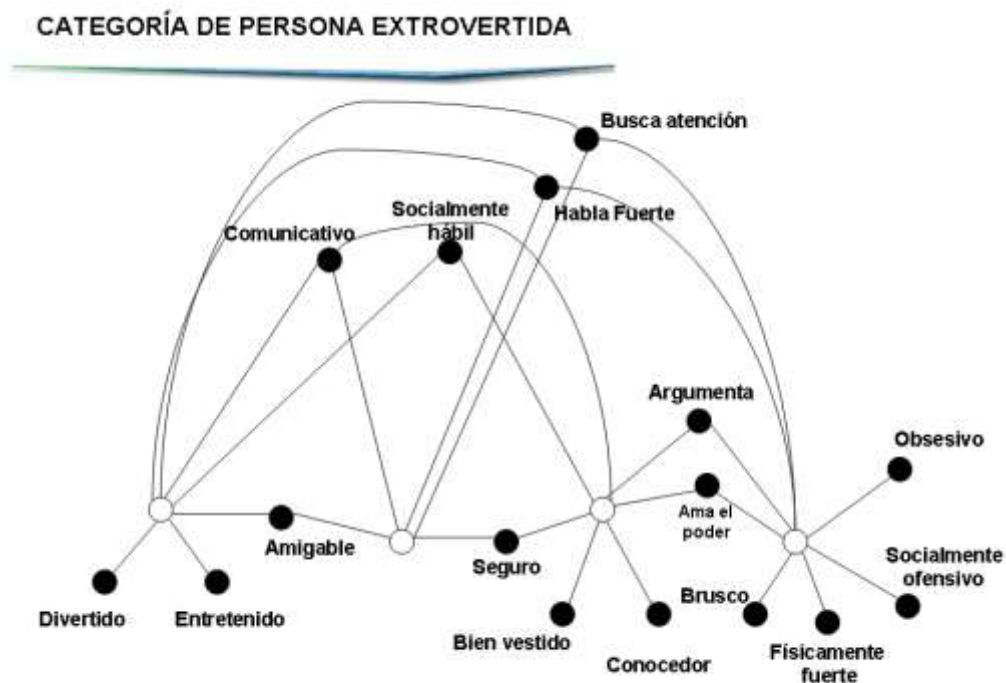 CATEGORÍA DE PERSONA EXTROVERTIDA
Busca atención
Habla Fuerte
Socialmente
hábil
Comunicativo
Argumenta
Obsesivo
Ama el
poder
Amigable
Seguro
Socialmente
ofensivo
Brusco
Divertido
Entretenido
Bien vestido
Conocedor
Físicamente
fuerte